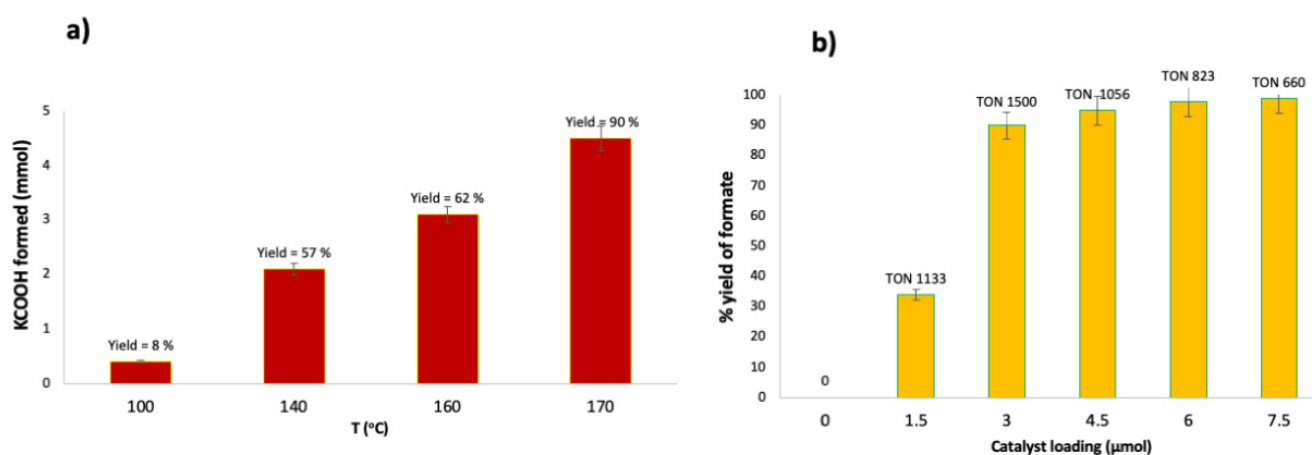 a)
KCOOH formed (mmol)
5
4
3
2
1
0
Yield = 8 %
Yield = 57 %
Yield = 62 %
Yield = 90 %
100 140 160 170
T (°C)
b)
% yield of formate
100
90
80
70
60
50
40
30
20
10
0
0
TON 1133
TON 1500
TON 1056
TON 823
TON 660
0 1.5 3 4.5 6 7.5
Catalyst loading (μmol)